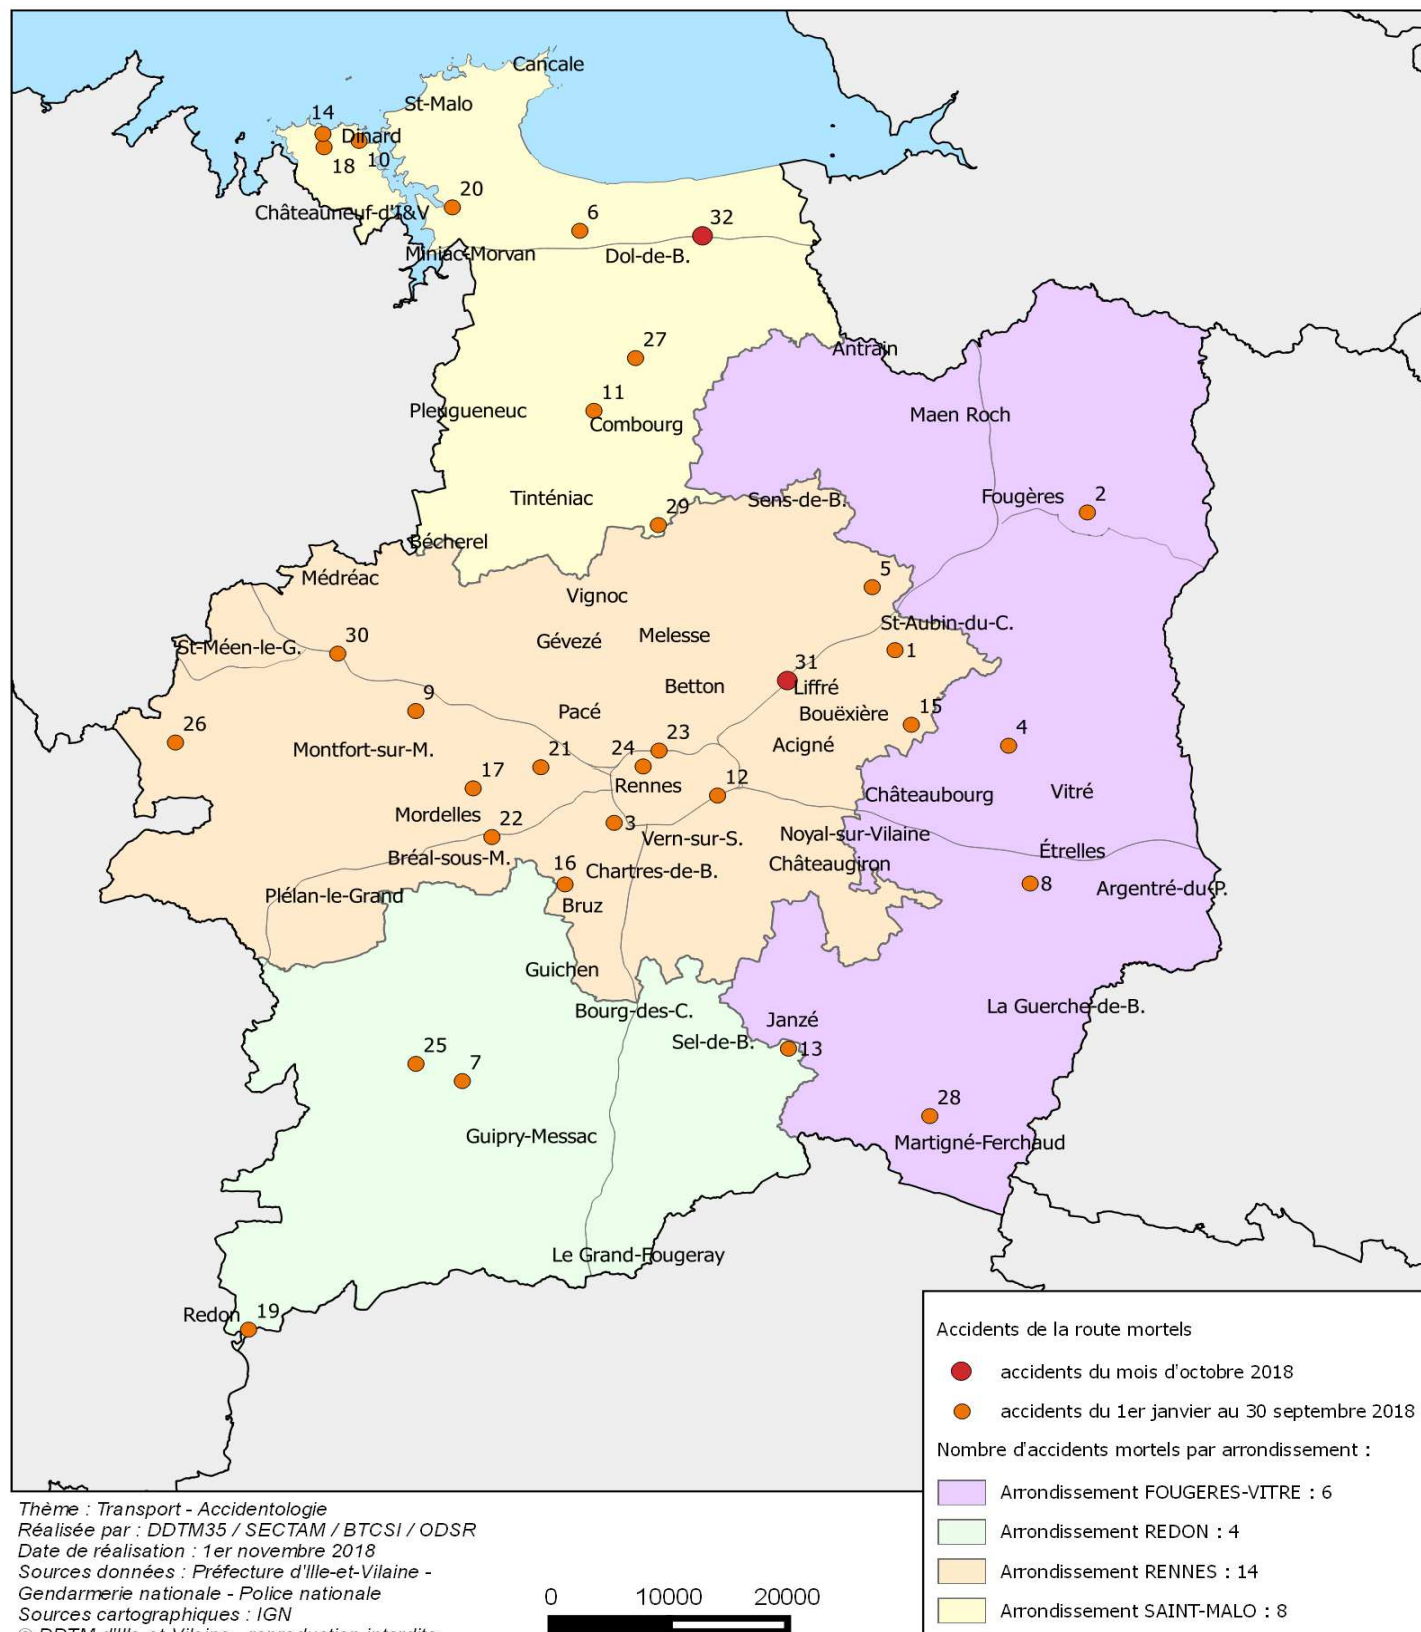 Cancale
St-Malo
14
Dinard
18
10
20
Châteauneuf-d'I&V
6
32
Miniac-Morvan
Dol-de-B.
27
Antrain
11
Pleugueneuc
Combourg
Maen Roch
Tinténiac
29
Sens-de-B.
Fougères
2
Bécherel
Médréac
Vignoc
5
St-Aubin-du-C.
30
St-Méen-le-G.
Gévezé
Melesse
1
31
Betton
Liffré
9
Pacé
Bouëxière
15
26
Montfort-sur-M.
21
24
23
Acigné
4
17
Rennes
12
Châteaubourg
Vitré
Mordelles
22
3
Vern-sur-S.
Noyal-sur-Vilaine
Étrelles
Bréal-sous-M.
16
Chartres-de-B.
Châteaugiron
8
Argentré-du-P.
Plélan-le-Grand
Bruz
Guichen
Bourg-des-C.
Janzé
La Guerche-de-B.
Sel-de-B.
13
25
7
28
Guipry-Messac
Martigné-Ferchaud
Le Grand-Fougeray
Redon
19
Accidents de la route mortels
accidents du mois d'octobre 2018
accidents du 1er janvier au 30 septembre 2018
Nombre d'accidents mortels par arrondissement :
Arrondissement FOUGERES-VITRE : 6
Arrondissement REDON : 4
Arrondissement RENNES : 14
Arrondissement SAINT-MALO : 8
Thème : Transport - Accidentologie
Réalisée par : DDTM35 / SECTAM / BTCSI / ODSR
Date de réalisation : 1er novembre 2018
Sources données : Préfecture d'Ille-et-Vilaine -
Gendarmerie nationale - Police nationale
Sources cartographiques : IGN
© DDTM d'Ille-et-Vilaine - reproduction interdite
0 10000 20000